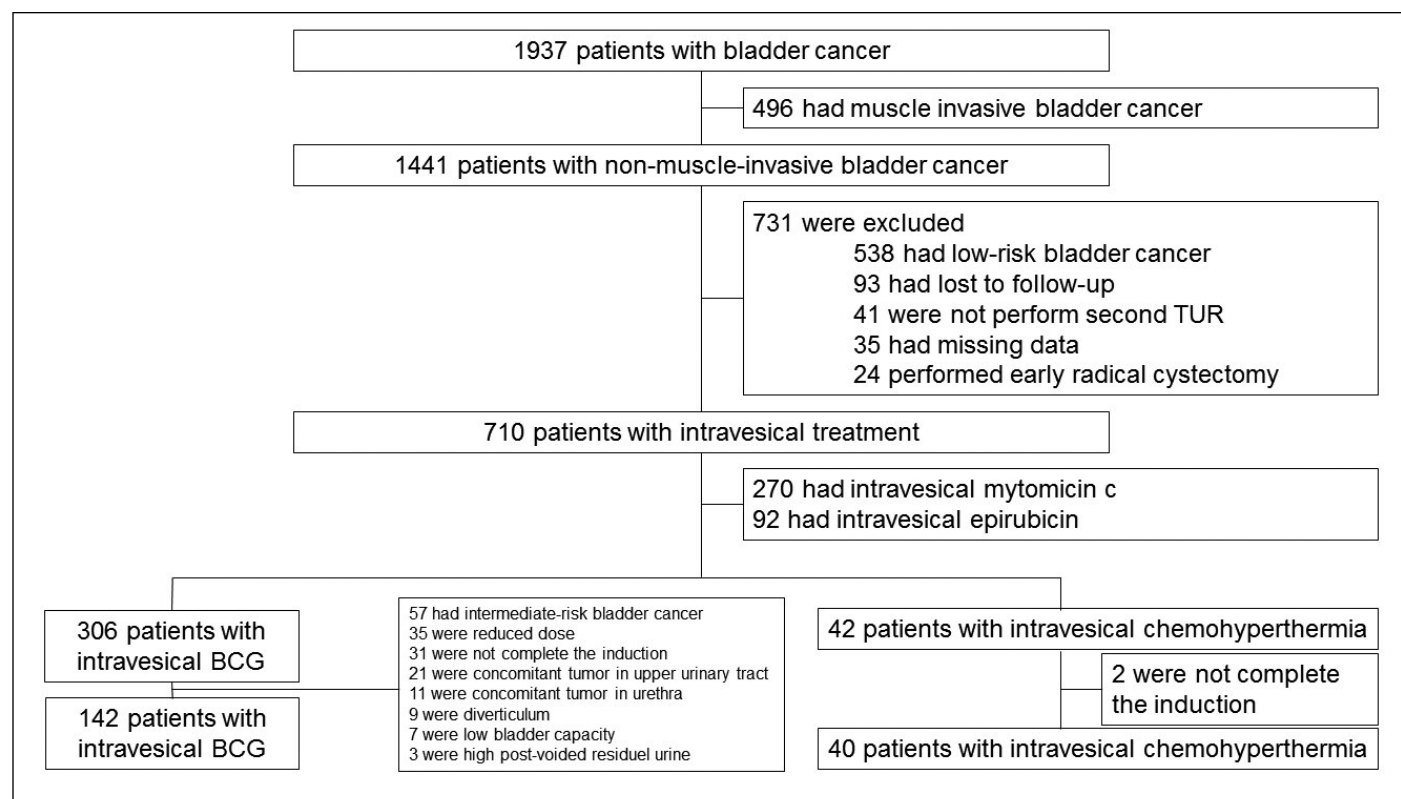 1937 patients with bladder cancer
496 had muscle invasive bladder cancer
1441 patients with non-muscle-invasive bladder cancer
731 were excluded
538 had low-risk bladder cancer
93 had lost to follow-up
41 were not perform second TUR
35 had missing data
24 performed early radical cystectomy
710 patients with intravesical treatment
270 had intravesical mytomicin c
92 had intravesical epirubicin
306 patients with
intravesical BCG
57 had intermediate-risk bladder cancer
35 were reduced dose
31 were not complete the induction
21 were concomitant tumor in upper urinary tract
11 were concomitant tumor in urethra
9 were diverticulum
7 were low bladder capacity
3 were high post-voided residuel urine
142 patients with
intravesical BCG
42 patients with intravesical chemohyperthermia
2 were not complete
the induction
40 patients with intravesical chemohyperthermia